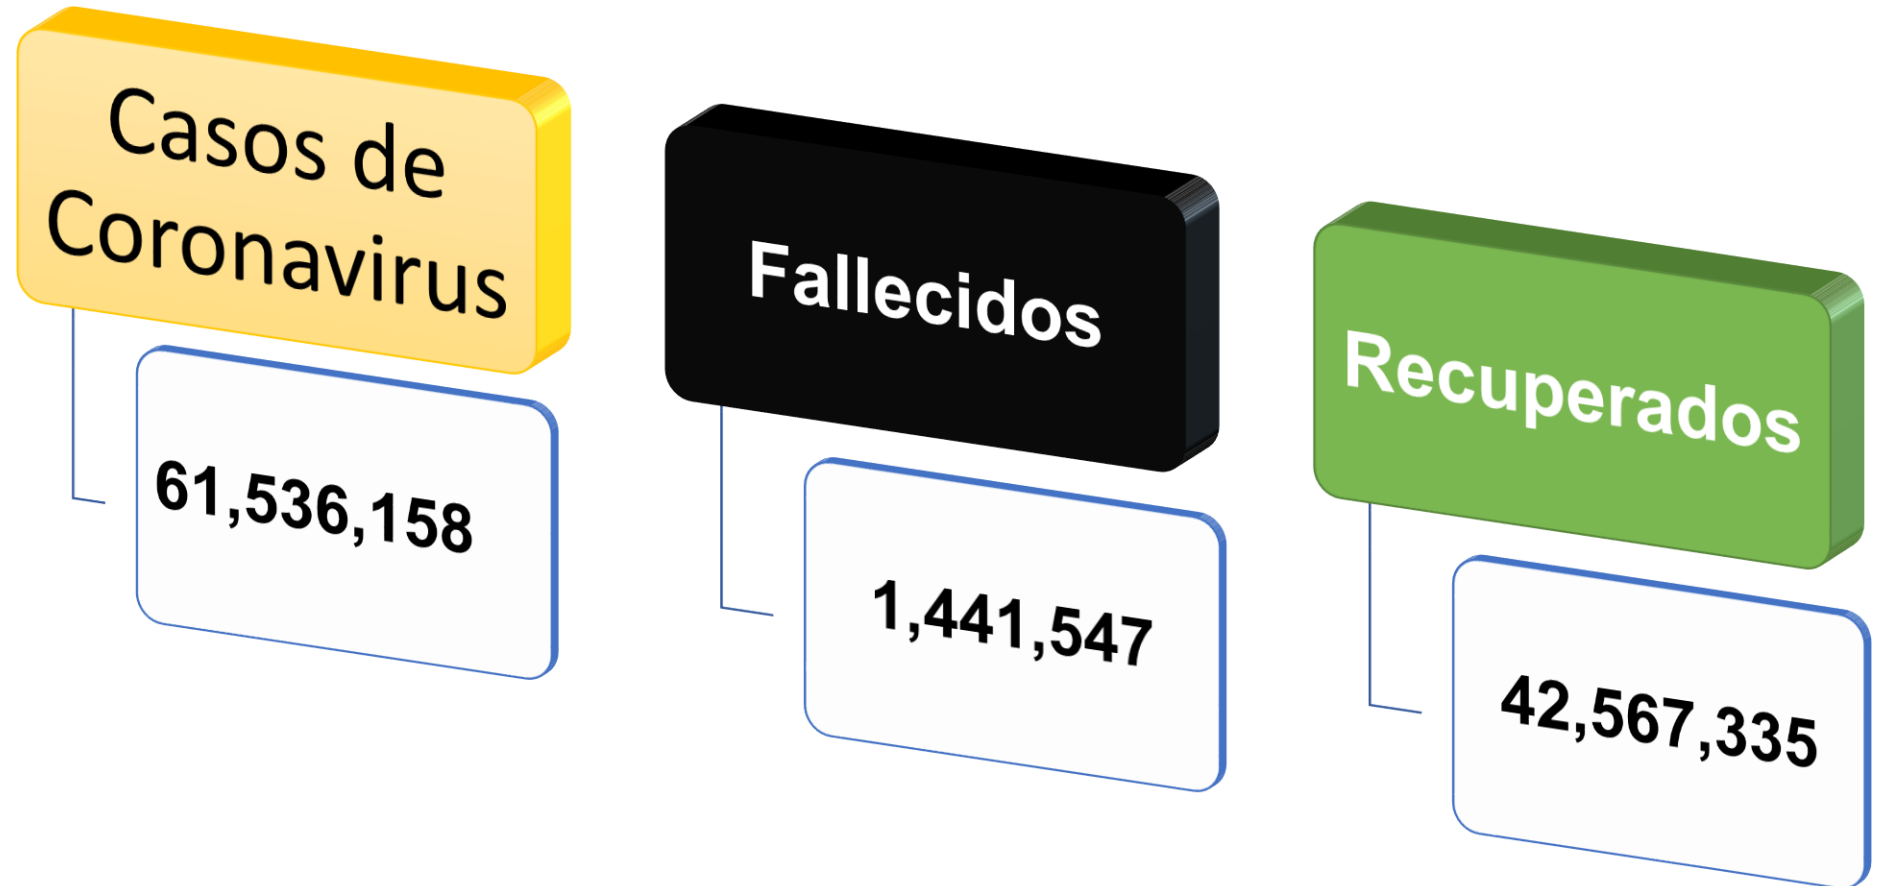 Casos de
Coronavirus
61,536,158
Fallecidos
1,441,547
Recuperados
42,567,335